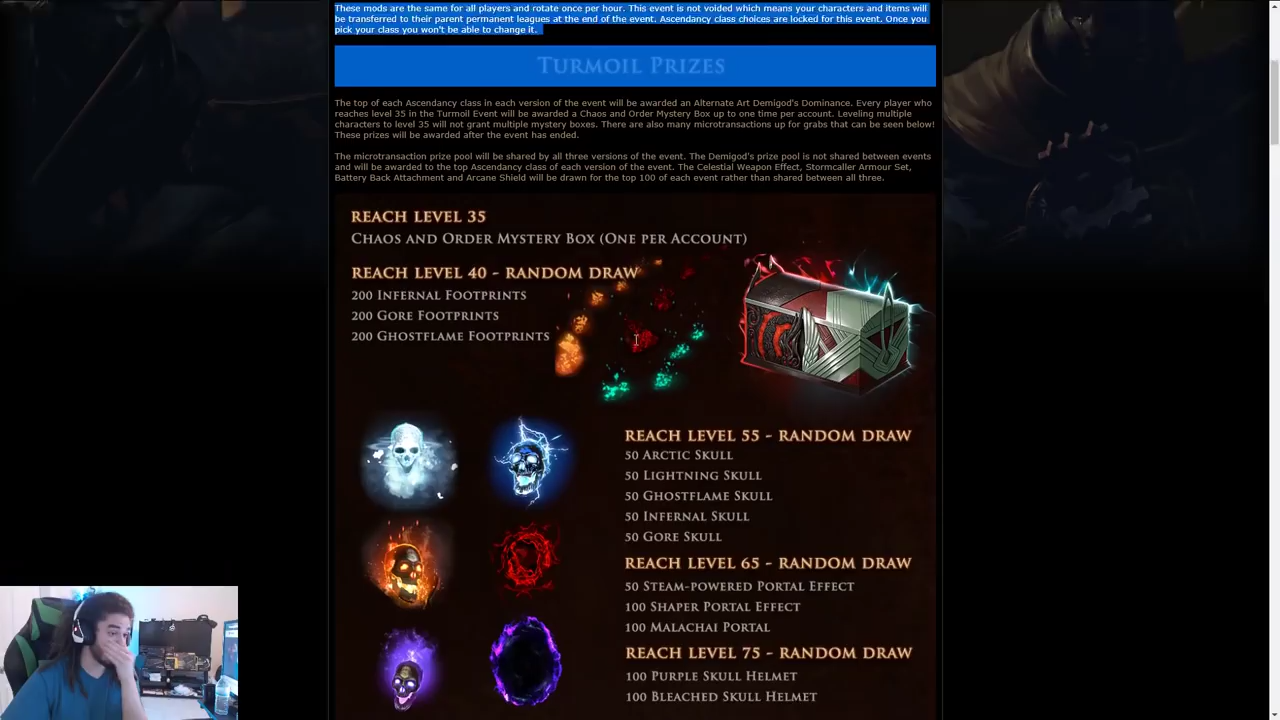 These mods are the same for all players and rotate once per hour. This event is not voided which means your characters and items will
be transferred to their parent permanent leagues at the end of the event. Ascendancy class choices are locked for this event. Once you
pick your class you won't be able to change it.
Turmoil Prizes
The top of each Ascendancy class in each version of the event will be awarded an Alternate Art Demigod's Dominance. Every player who
reaches level 35 in the Turmoil Event will be awarded a Chaos and Order Mystery Box up to one time per account. Leveling multiple
characters to level 35 will not grant multiple mystery boxes. There are also many microtransactions up for grabs that can be seen below!
These prizes will be awarded after the event has ended.
The microtransaction prize pool will be shared by all three versions of the event. The Demigod's prize pool is not shared between events
and will be awarded to the top Ascendancy class of each version of the event. The Celestial Weapon Effect, Stormcaller Armour Set,
Battery Back Attachment and Arcane Shield will be drawn for the top 100 of each event rather than shared between all three.
Reach Level 35
Chaos and Order Mystery Box (One per Account)
Reach Level 40 - Random Draw
200 Infernal Footprints
200 Gore Footprints
200 Ghostflame Footprints
Reach Level 55 - Random Draw
50 Arctic Skull
50 Lightning Skull
50 Ghostflame Skull
50 Infernal Skull
50 Gore Skull
Reach Level 65 - Random Draw
50 Steam-powered Portal Effect
100 Shaper Portal Effect
100 Malachai Portal
Reach Level 75 - Random Draw
100 Purple Skull Helmet
100 Bleached Skull Helmet